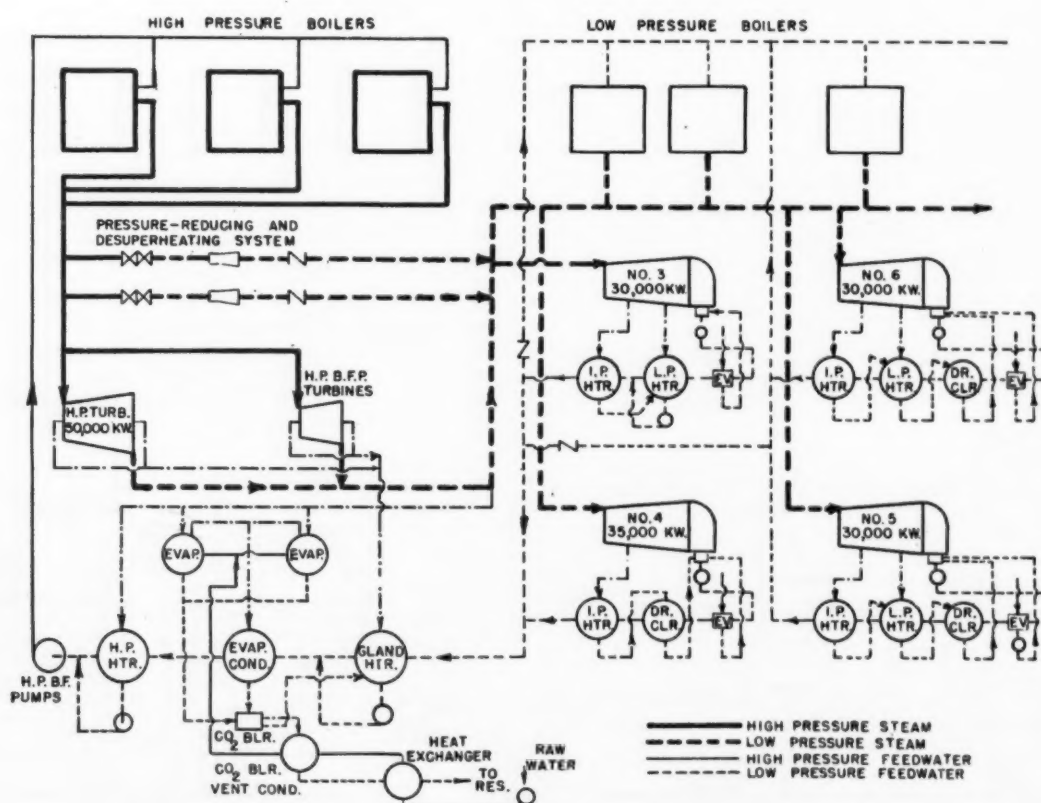 HIGH PRESSURE BOILERS
LOW PRESSURE BOILERS
PRESSURE-REDUCING AND
DESUPERHEATING SYSTEM
H.P. B.F.P.
TURBINES
H.P. TURB.
50,000 KW.
NO. 3
30,000 KW.
NO. 6
30,000 KW.
I.P.
HTR.
L.P.
HTR.
EV.
I.P.
HTR.
L.P.
HTR.
DR.
CLR.
EV.
NO. 4
35,000 KW.
NO. 5
30,000 KW.
EVAP.
EVAP.
I.P.
HTR.
DR.
CLR.
EV.
I.P.
HTR.
L.P.
HTR.
DR.
CLR.
EV.
H.P.
HTR.
EVAP.
COND.
GLAND
HTR.
H.P. B.F.
PUMPS
CO2 BLR.
CO2 BLR.
VENT COND.
HEAT
EXCHANGER
TO
RES.
RAW
WATER
HIGH PRESSURE STEAM
LOW PRESSURE STEAM
HIGH PRESSURE FEEDWATER
LOW PRESSURE FEEDWATER